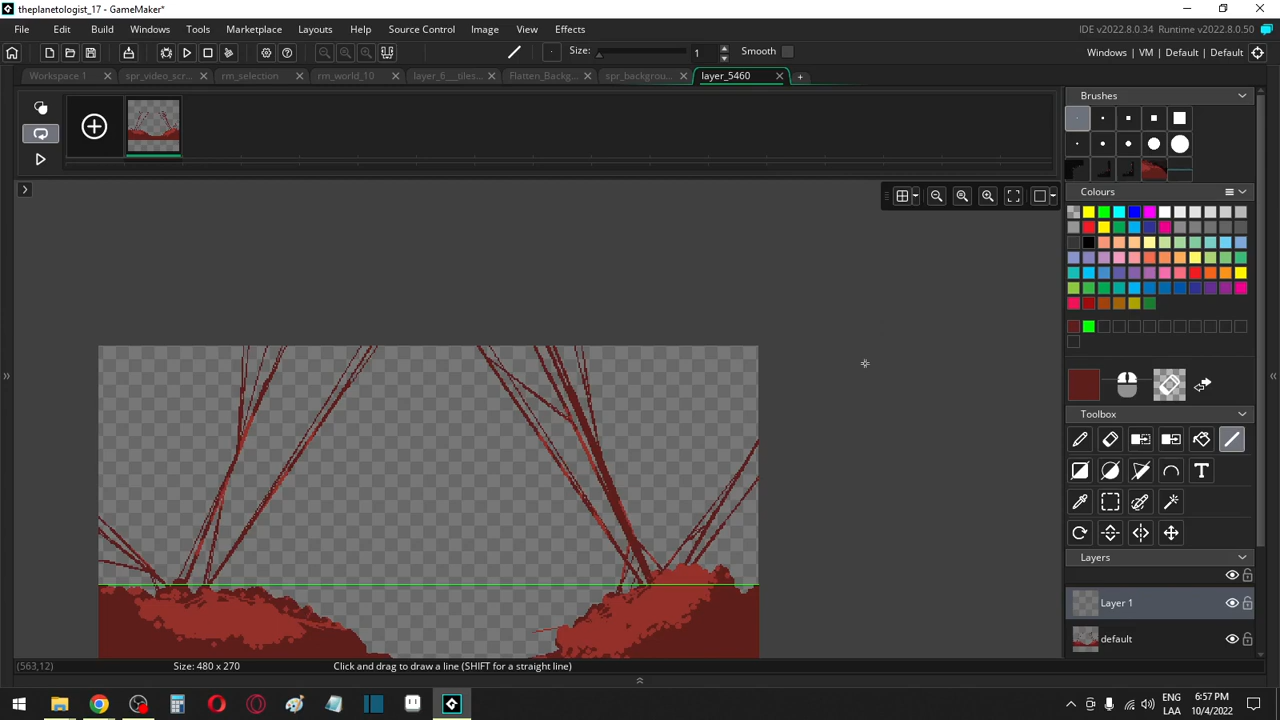 theplanetologist_17 - GameMaker*
File Edit Build Windows Tools Marketplace Layouts Help Source Control Image Window Effects
IDE v2022.8.0.34 Runtime v2022.8.0.50
Size: 1 Smooth
Windows | VM | Default | Default
Workspace 1 spr_video_scr... rm_selection rm_world_10 layer_6___tiles... Flatten_Backg... spr_backgrou... layer_5460
Brushes
Colours
Toolbox
T
Layers
Layer 1
default
(563,12) Size: 480 x 270 Click and drag to draw a line (SHIFT for a straight line)
ENG
LAA
6:57 PM
10/4/2022